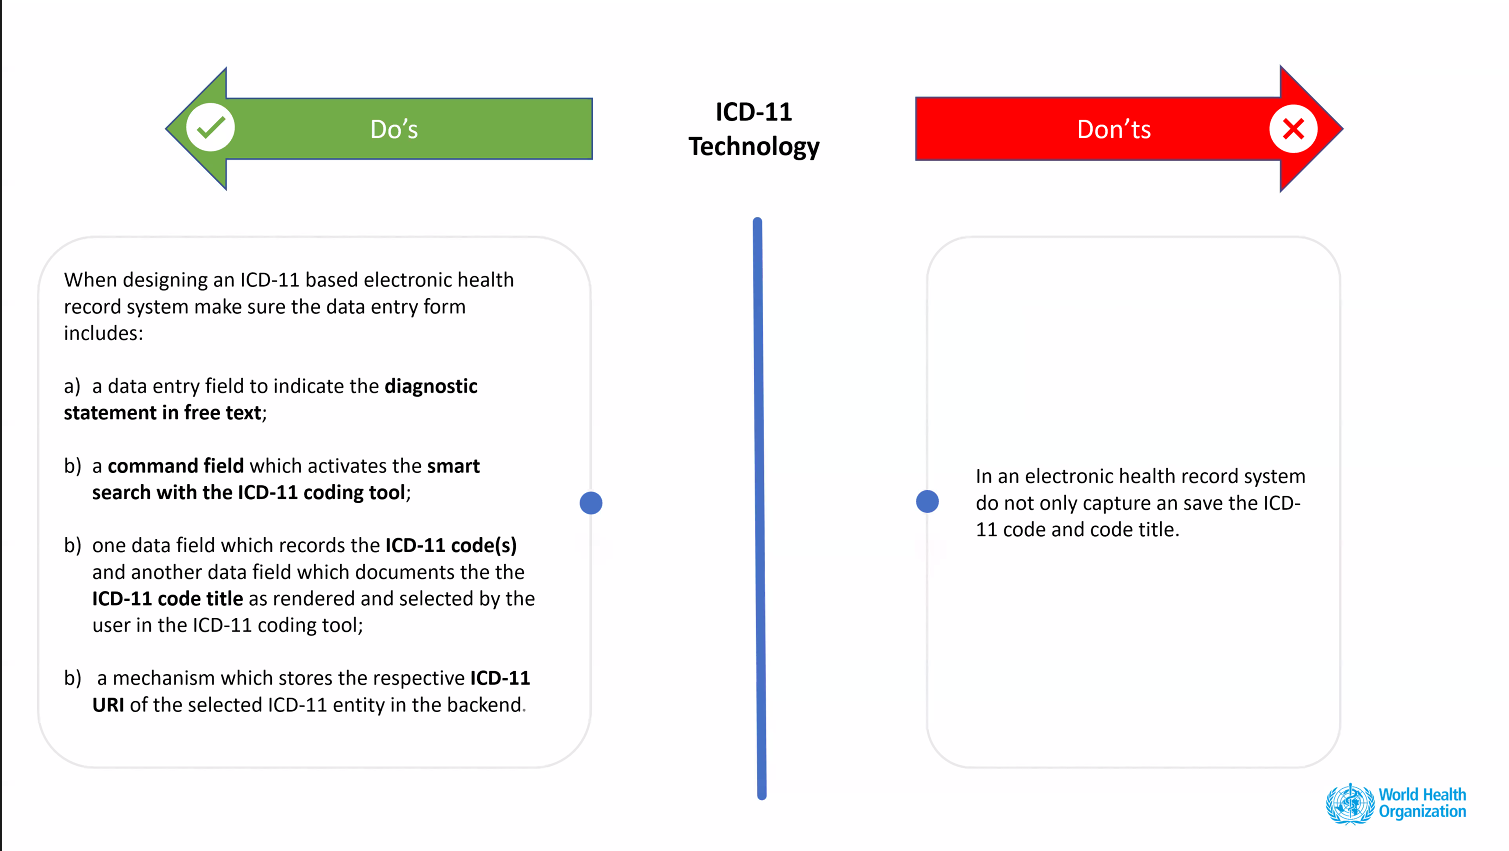 Do’s
ICD-11
Technology
Don’ts
When designing an ICD-11 based electronic health
record system make sure the data entry form
includes:
a) a data entry field to indicate the diagnostic
statement in free text;
b) a command field which activates the smart
search with the ICD-11 coding tool;
b) one data field which records the ICD-11 code(s)
and another data field which documents the the
ICD-11 code title as rendered and selected by the
user in the ICD-11 coding tool;
b) a mechanism which stores the respective ICD-11
URI of the selected ICD-11 entity in the backend.
In an electronic health record system
do not only capture an save the ICD-
11 code and code title.
World Health
Organization